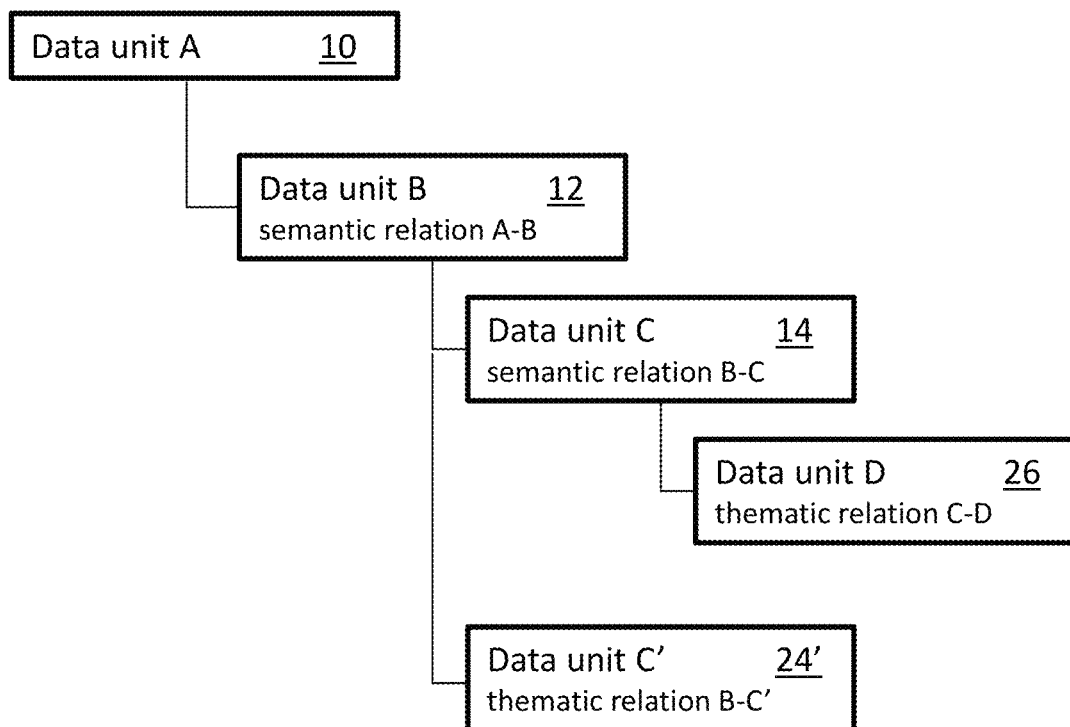 Data unit A 10
Data unit B 12
semantic relation A-B
Data unit C 14
semantic relation B-C
Data unit D 26
thematic relation C-D
Data unit C’ 24’
thematic relation B-C’